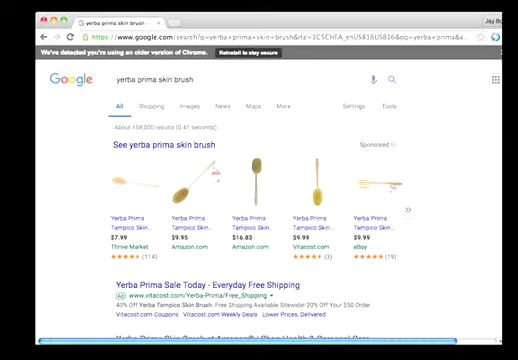 yerba prima skin brush
Jay Bo
https://www.google.com/search?q=yerba+prima+skin+brush&rlz=1C5CHFA_enUS816US816&oq=yerba+prima&a...
We've detected you're using an older version of Chrome. Reinstall to stay secure
Google
yerba prima skin brush
All Shopping Images News Maps More Settings Tools
About 158,000 results (0.41 seconds)
See yerba prima skin brush Sponsored
Yerba Prima Yerba Prima Yerba Prima Yerba Prima Yerba Prima
Tampico Skin... Tampico Skin... Tampico Skin... Tampico Skin... Tampico Skin...
$7.99 $9.95 $16.83 $9.99 $9.99
Thrive Market Amazon.com Amazon.com Vitacost.com eBay
(114) (3) (19)
Yerba Prima Sale Today - Everyday Free Shipping
Ad www.vitacost.com/Yerba-Prima/Free_Shipping
40% Off Yerba Tempico Skin Brush. Free Shipping Available Sitewide! 20% Off Your $50 Order
Vitacost.com Coupons · Vitacost.com Weekly Deals · Lower Prices, Delivered